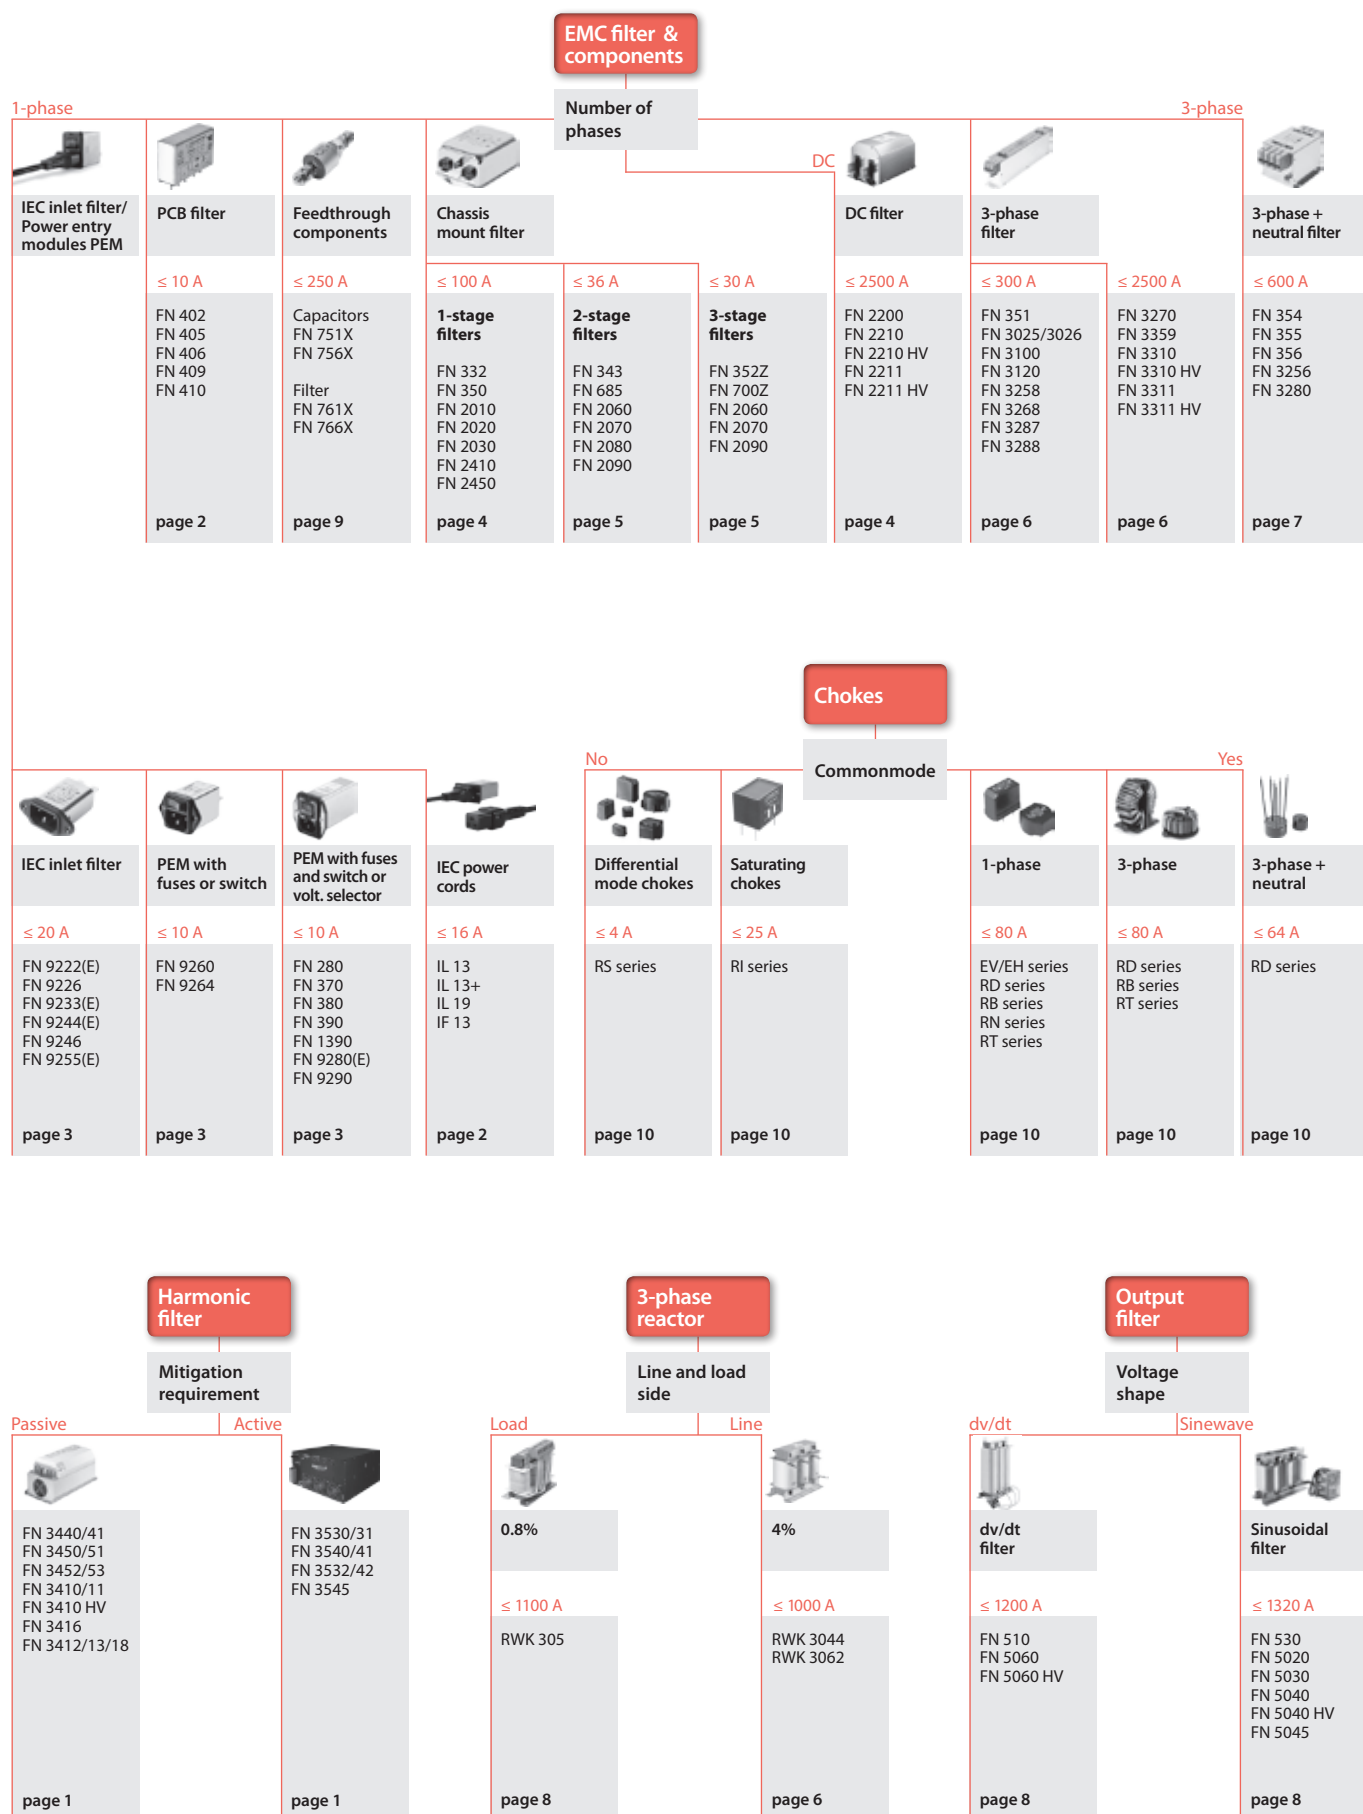 EMC filter &
components
Number of
phases
1-phase
3-phase
DC
IEC inlet filter/
Power entry
modules PEM
PCB filter
≤ 10 A
FN 402
FN 405
FN 406
FN 409
FN 410
page 2
Feedthrough
components
≤ 250 A
Capacitors
FN 751X
FN 756X
Filter
FN 761X
FN 766X
page 9
Chassis
mount filter
≤ 100 A
1-stage
filters
FN 332
FN 350
FN 2010
FN 2020
FN 2030
FN 2410
FN 2450
page 4
≤ 36 A
2-stage
filters
FN 343
FN 685
FN 2060
FN 2070
FN 2080
FN 2090
page 5
≤ 30 A
3-stage
filters
FN 352Z
FN 700Z
FN 2060
FN 2070
FN 2090
page 5
DC filter
≤ 2500 A
FN 2200
FN 2210
FN 2210 HV
FN 2211
FN 2211 HV
page 4
3-phase
filter
≤ 300 A
FN 351
FN 3025/3026
FN 3100
FN 3120
FN 3258
FN 3268
FN 3287
FN 3288
page 6
≤ 2500 A
FN 3270
FN 3359
FN 3310
FN 3310 HV
FN 3311
FN 3311 HV
page 6
3-phase +
neutral filter
≤ 600 A
FN 354
FN 355
FN 356
FN 3256
FN 3280
page 7
IEC inlet filter
≤ 20 A
FN 9222(E)
FN 9226
FN 9233(E)
FN 9244(E)
FN 9246
FN 9255(E)
page 3
PEM with
fuses or switch
≤ 10 A
FN 9260
FN 9264
page 3
PEM with fuses
and switch or
volt. selector
≤ 10 A
FN 280
FN 370
FN 380
FN 390
FN 1390
FN 9280(E)
FN 9290
page 3
IEC power
cords
≤ 16 A
IL 13
IL 13+
IL 19
IF 13
page 2
Chokes
Commonmode
No
Yes
Differential
mode chokes
≤ 4 A
RS series
page 10
Saturating
chokes
≤ 25 A
RI series
page 10
1-phase
≤ 80 A
EV/EH series
RD series
RB series
RN series
RT series
page 10
3-phase
≤ 80 A
RD series
RB series
RT series
page 10
3-phase +
neutral
≤ 64 A
RD series
page 10
Harmonic
filter
Mitigation
requirement
Passive
Active
FN 3440/41
FN 3450/51
FN 3452/53
FN 3410/11
FN 3410 HV
FN 3416
FN 3412/13/18
page 1
FN 3530/31
FN 3540/41
FN 3532/42
FN 3545
page 1
3-phase
reactor
Line and load
side
Load
Line
0.8%
≤ 1100 A
RWK 305
page 8
4%
≤ 1000 A
RWK 3044
RWK 3062
page 6
Output
filter
Voltage
shape
dv/dt
Sinewave
dv/dt
filter
≤ 1200 A
FN 510
FN 5060
FN 5060 HV
page 8
Sinusoidal
filter
≤ 1320 A
FN 530
FN 5020
FN 5030
FN 5040
FN 5040 HV
FN 5045
page 8